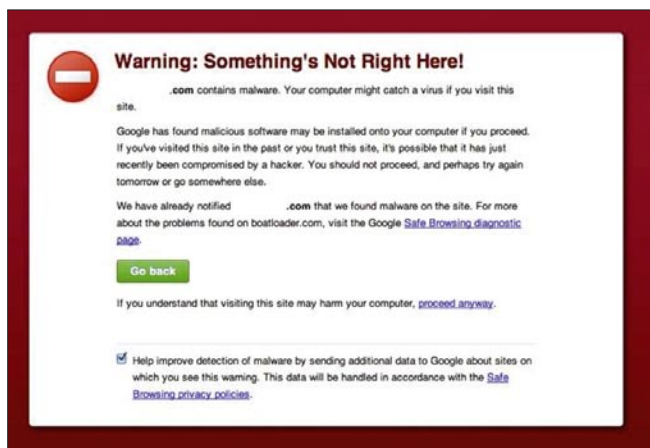 Warning: Something's Not Right Here!
.com contains malware. Your computer might catch a virus if you visit this
site.
Google has found malicious software may be installed onto your computer if you proceed.
If you've visited this site in the past or you trust this site, it's possible that it has just
recently been compromised by a hacker. You should not proceed, and perhaps try again
tomorrow or go somewhere else.
We have already notified .com that we found malware on the site. For more
about the problems found on boatloader.com, visit the Google Safe Browsing diagnostic
page.
Go back
If you understand that visiting this site may harm your computer, proceed anyway.
Help improve detection of malware by sending additional data to Google about sites on
which you see this warning. This data will be handled in accordance with the Safe
Browsing privacy policies.